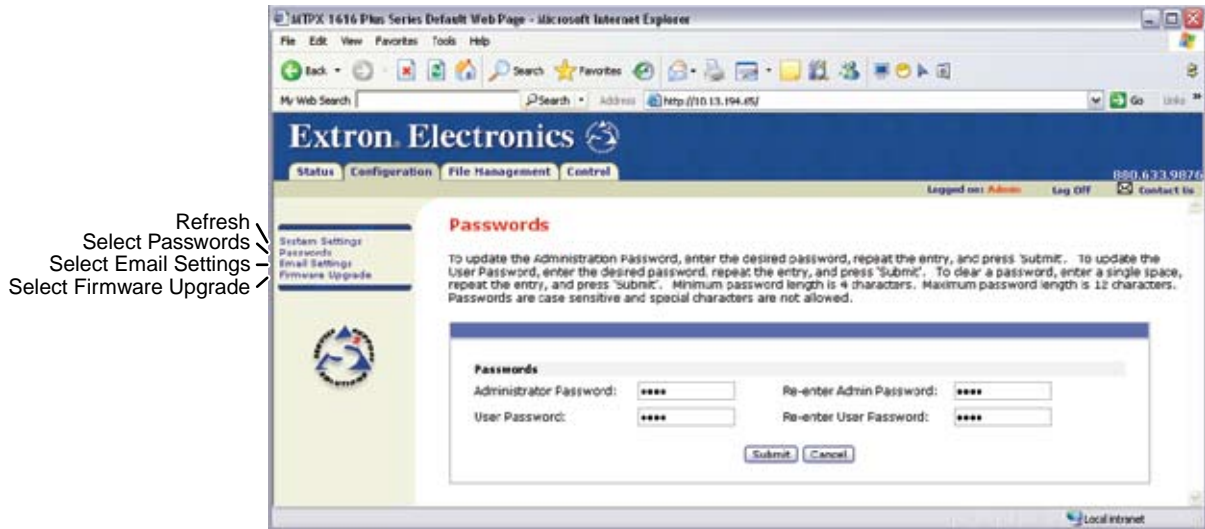 MTPX 1616 Plus Series Default Web Page - Microsoft Internet Explorer
File Edit View Favorites Tools Help
Back Search Favorites
My Web Search Search Address http://10.13.194.65/ Go Links »
Extron. Electronics
Status Configuration File Management Control
880.633.9876
Logged on: Admin Log Off Contact Us
Refresh
Select Passwords
Select Email Settings
Select Firmware Upgrade
System Settings
Passwords
Email Settings
Firmware Upgrade
Passwords
To update the Administration Password, enter the desired password, repeat the entry, and press 'Submit'. To update the
User Password, enter the desired password, repeat the entry, and press 'Submit'. To clear a password, enter a single space,
repeat the entry, and press 'Submit'. Minimum password length is 4 characters. Maximum password length is 12 characters.
Passwords are case sensitive and special characters are not allowed.
Passwords
Administrator Password: •••• Re-enter Admin Password: ••••
User Password: •••• Re-enter User Password: ••••
Submit Cancel
Local intranet